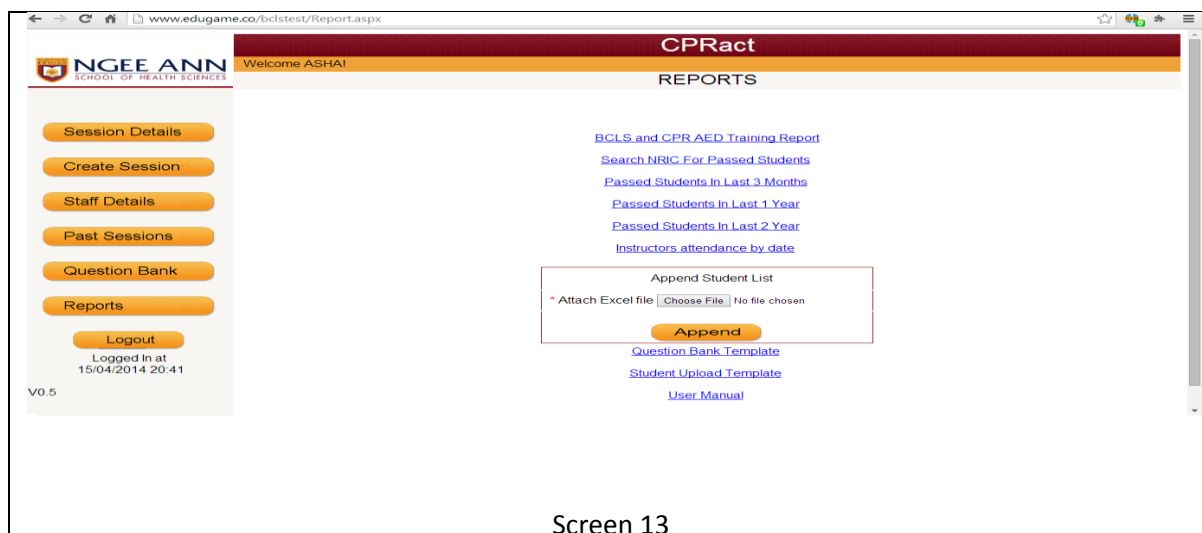 www.edugame.co/bclstest/Report.aspx
CPRact
NGEE ANN
SCHOOL OF HEALTH SCIENCES
Welcome ASHA!
REPORTS
Session Details
Create Session
Staff Details
Past Sessions
Question Bank
Reports
Logout
Logged In at
15/04/2014 20:41
V0.5
BCLS and CPR AED Training Report
Search NRIC For Passed Students
Passed Students In Last 3 Months
Passed Students In Last 1 Year
Passed Students In Last 2 Year
Instructors attendance by date
Append Student List
* Attach Excel file Choose File No file chosen
Append
Question Bank Template
Student Upload Template
User Manual
Screen 13